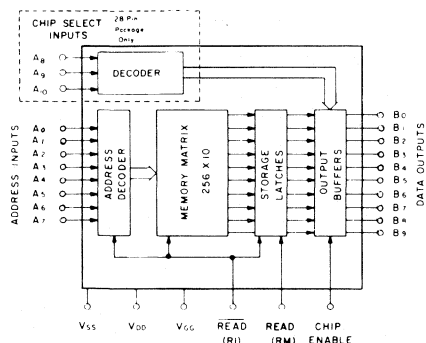 CHIP SELECT
INPUTS
28 Pin
Package
Only
A8
A9
A10
DECODER
ADDRESS INPUTS
A0
A1
A2
A3
A4
A5
A6
A7
ADDRESS
DECODER
MEMORY MATRIX
256 X 10
STORAGE
LATCHES
OUTPUT
BUFFERS
B0
B1
B2
B3
B4
B5
B6
B7
B8
B9
DATA OUTPUTS
VSS
VDD
VGG
READ
(RI)
READ
(RM)
CHIP
ENABLE